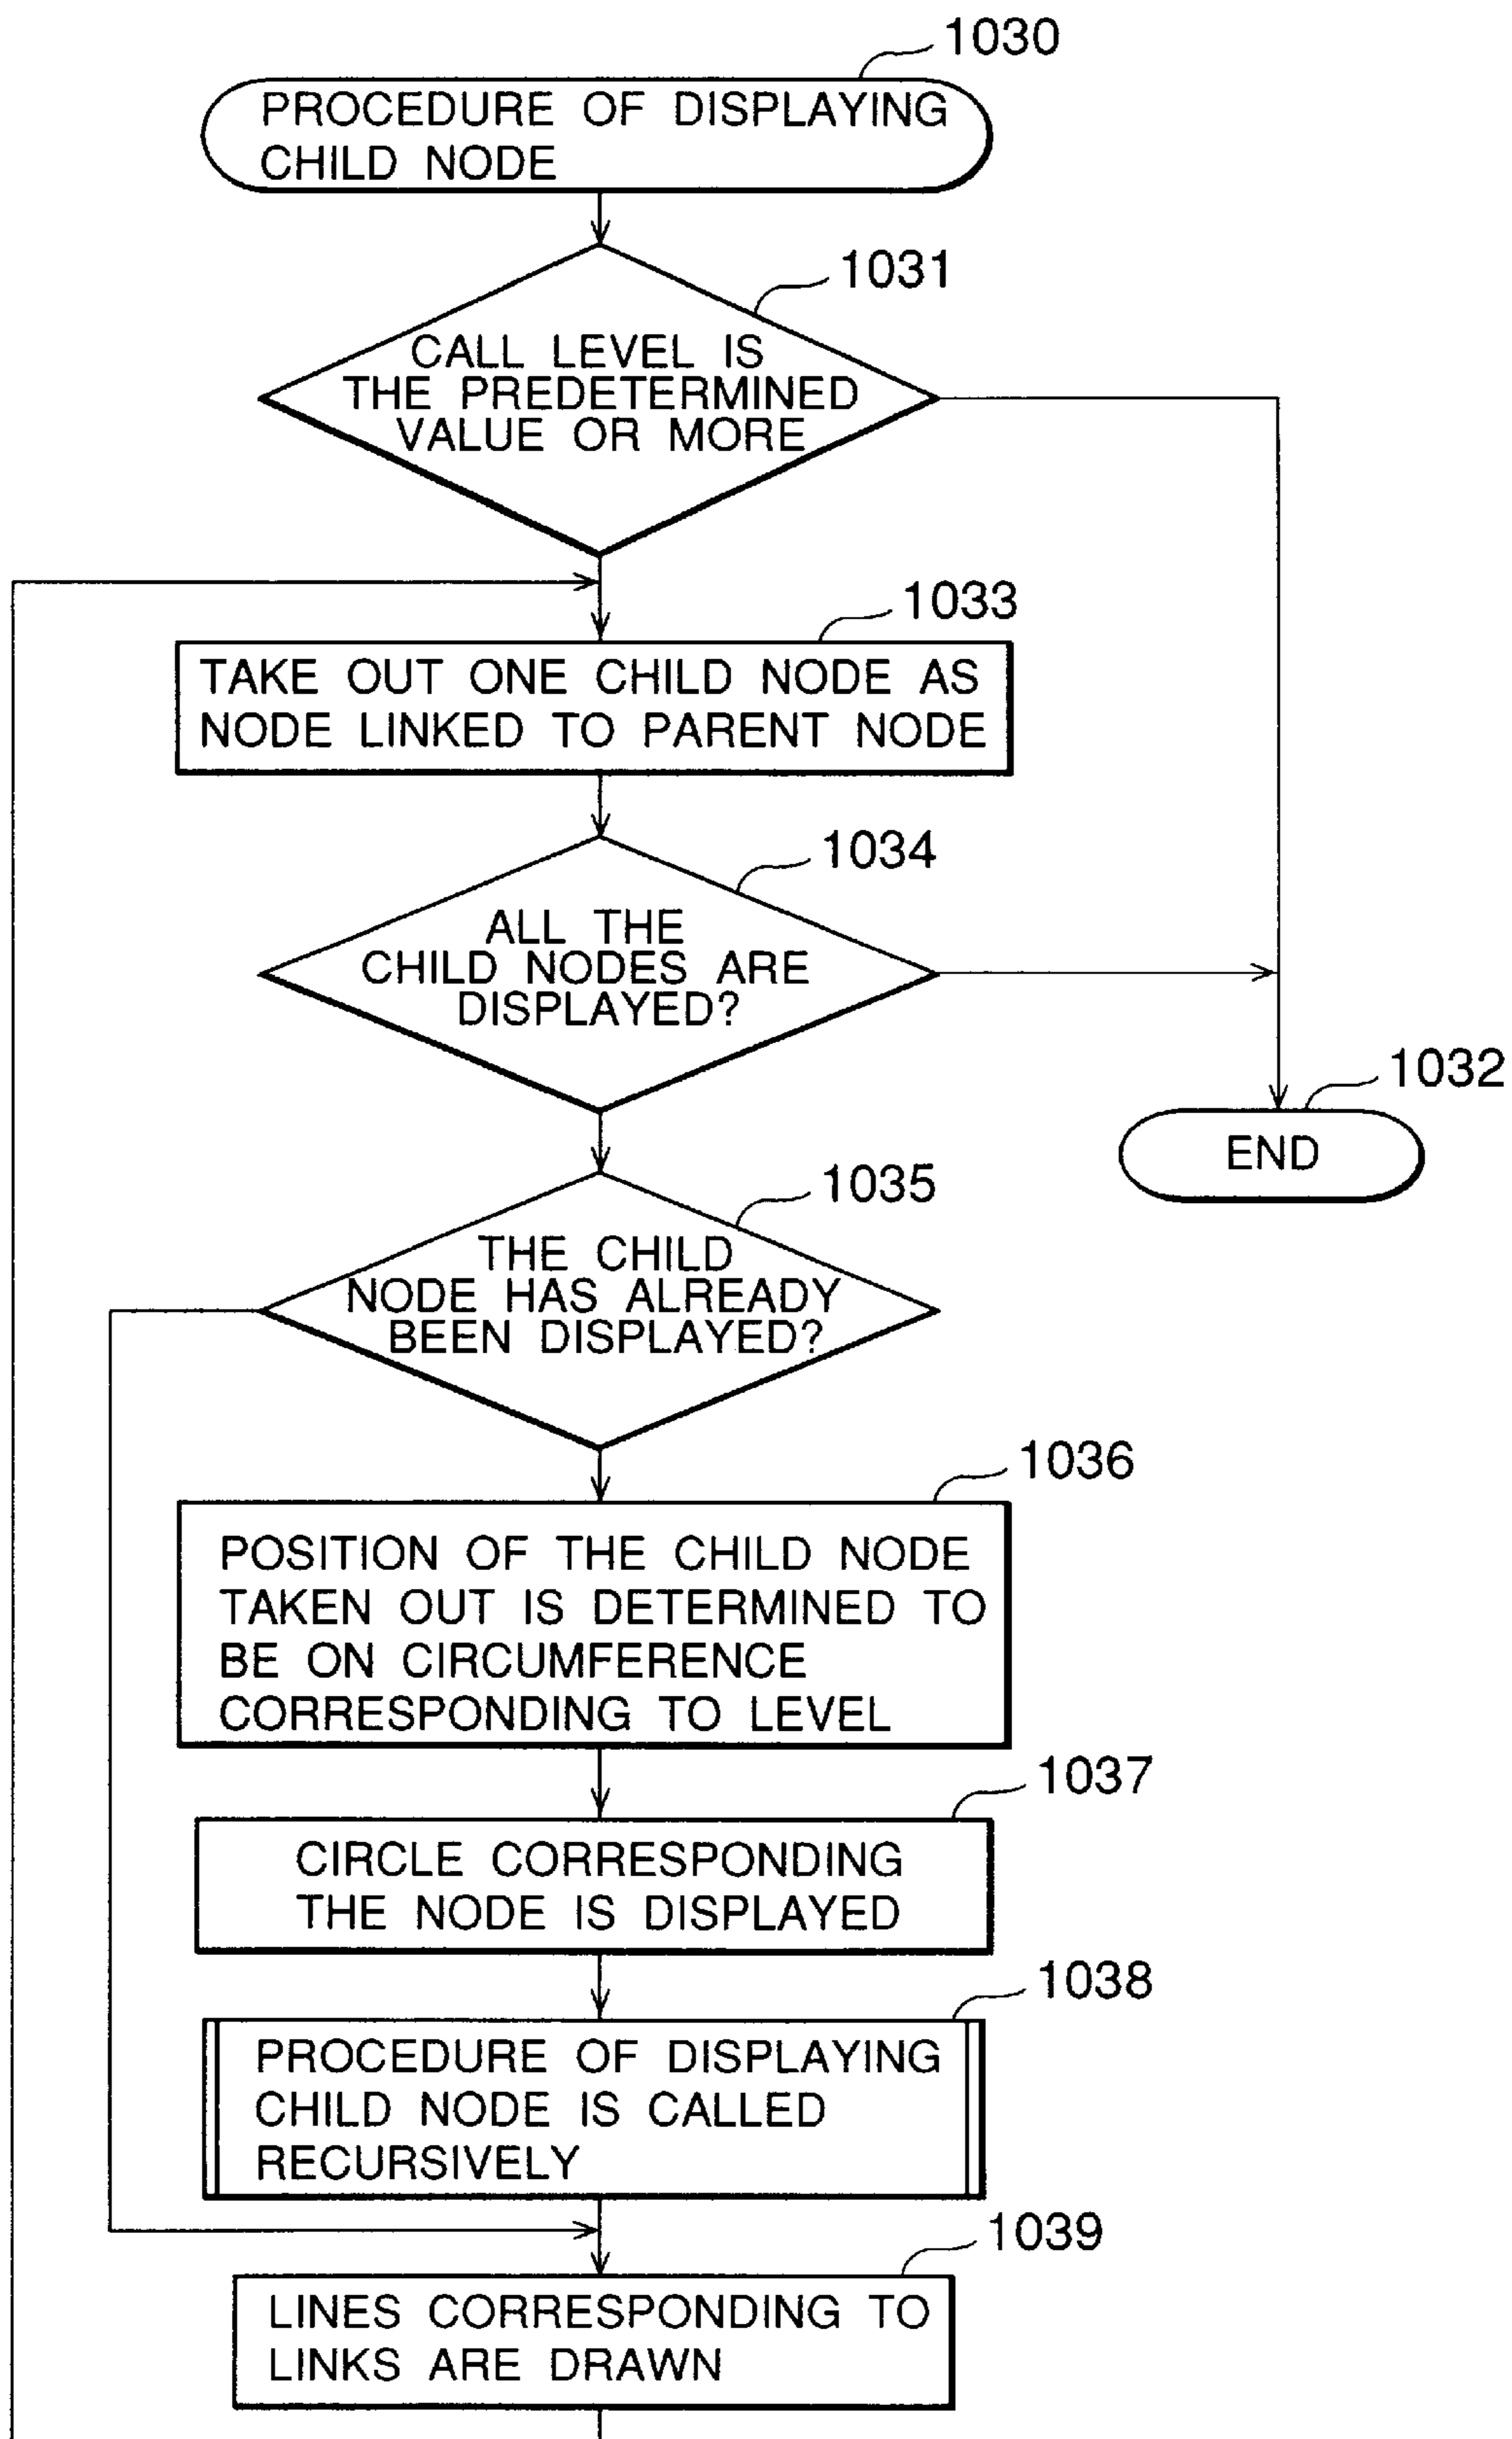 1030
PROCEDURE OF DISPLAYING
CHILD NODE
1031
CALL LEVEL IS
THE PREDETERMINED
VALUE OR MORE
1033
TAKE OUT ONE CHILD NODE AS
NODE LINKED TO PARENT NODE
1034
ALL THE
CHILD NODES ARE
DISPLAYED?
1032
END
1035
THE CHILD
NODE HAS ALREADY
BEEN DISPLAYED?
1036
POSITION OF THE CHILD NODE
TAKEN OUT IS DETERMINED TO
BE ON CIRCUMFERENCE
CORRESPONDING TO LEVEL
1037
CIRCLE CORRESPONDING
THE NODE IS DISPLAYED
1038
PROCEDURE OF DISPLAYING
CHILD NODE IS CALLED
RECURSIVELY
1039
LINES CORRESPONDING TO
LINKS ARE DRAWN